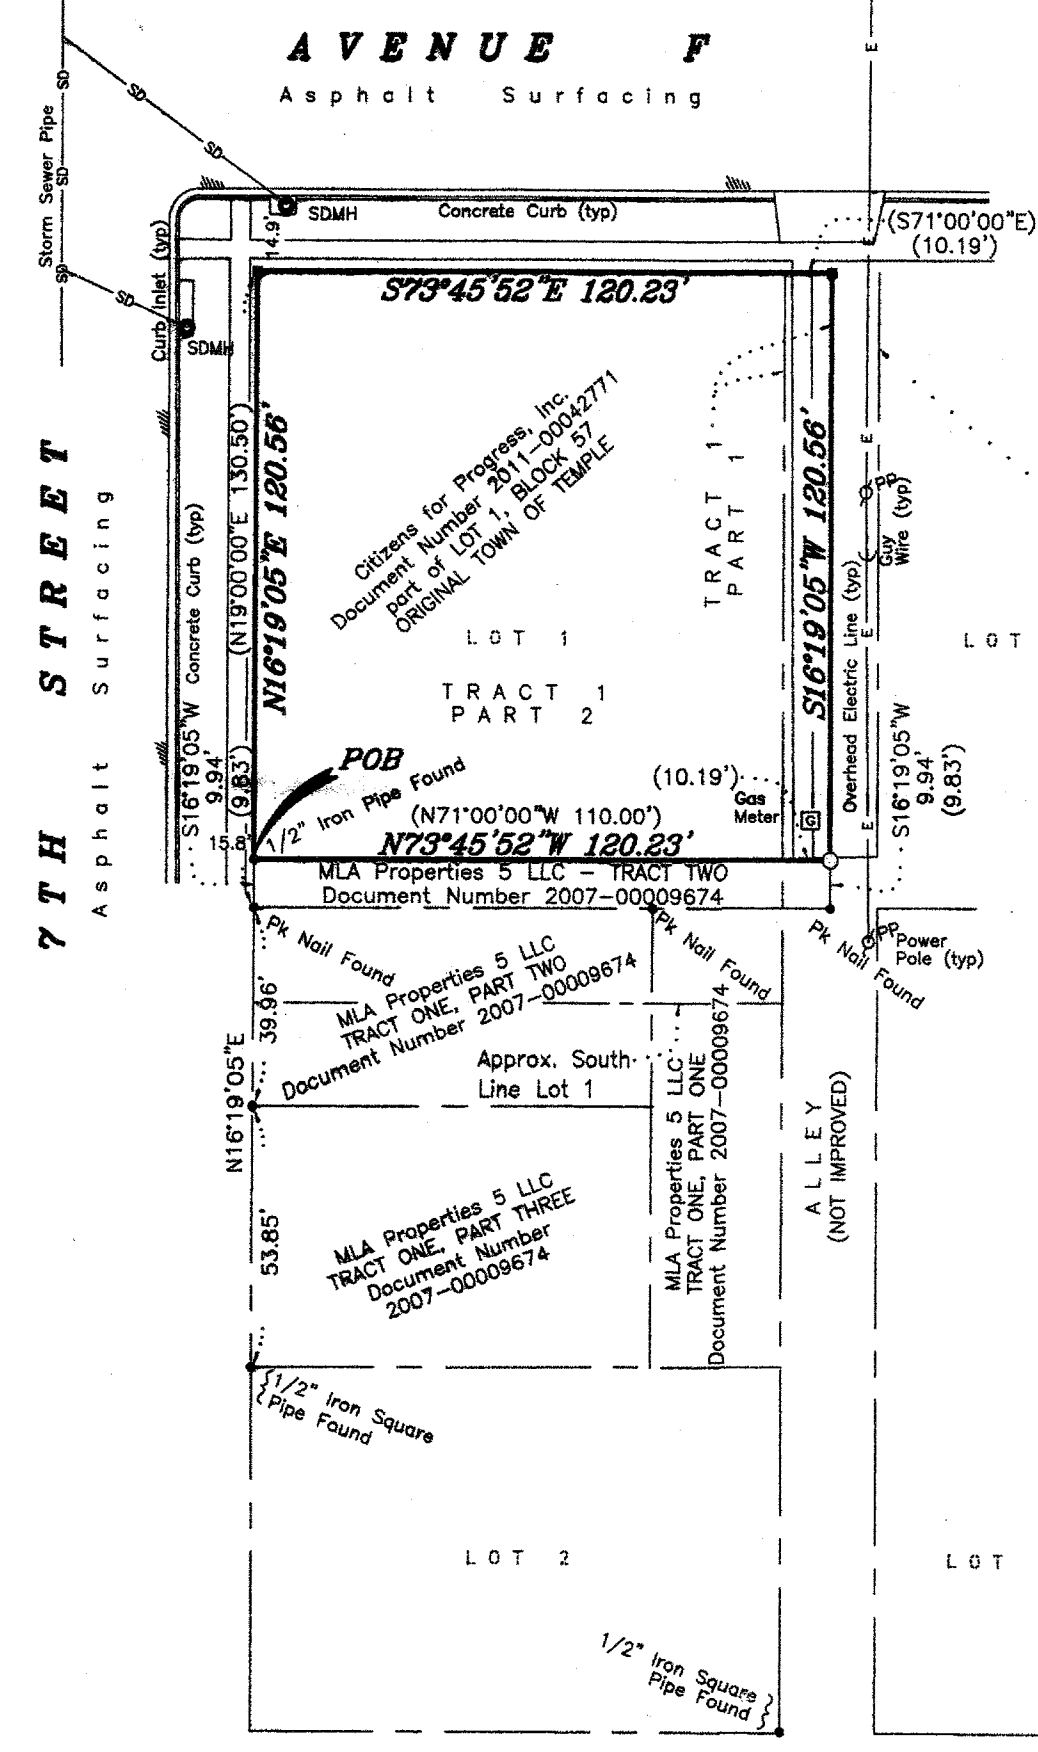 AVENUE F
Asphalt Surfacing
SD
SD
SD
SD
SD
SD
SD
Storm Sewer Pipe
Curb Inlet (typ)
SDMH
SDMH
14.9'
Concrete Curb (typ)
(S71°00'00"E)
(10.19')
E
E
E
E
E
S73°45'52"E 120.23'
7TH STREET
Asphalt Surfacing
Concrete Curb (typ)
(N19°00'00"E 130.50')
N16°19'05"E 120.56'
Citizens for Progress, Inc.
Document Number 2011-00042771
part of LOT 1, BLOCK 57
ORIGINAL TOWN OF TEMPLE
TRACT 1
PART 1
S16°19'05"W 120.56'
Overhead Electric Line (typ)
PP
Guy
Wire (typ)
LOT 1
LOT
TRACT 1
PART 2
S16°19'05"W
9.94'
(9.83')
S16°19'05"W
9.94'
(9.83')
POB
1/2" Iron Pipe Found
15.8'
(10.19')
Gas
Meter
G
(N71°00'00"W 110.00')
N73°45'52"W 120.23'
MLA Properties 5 LLC - TRACT TWO
Document Number 2007-00009674
Pk Nail Found
Pk Nail Found
Pk Nail Found
PP
Power
Pole (typ)
MLA Properties 5 LLC
TRACT ONE, PART TWO
Document Number 2007-00009674
39.96'
N16°19'05"E
Approx. South
Line Lot 1
MLA Properties 5 LLC
TRACT ONE, PART ONE
Document Number 2007-00009674
ALLEY
(NOT IMPROVED)
53.85'
MLA Properties 5 LLC
TRACT ONE, PART THREE
Document Number
2007-00009674
1/2" Iron Square
Pipe Found
LOT 2
LOT
1/2" Iron Square
Pipe Found